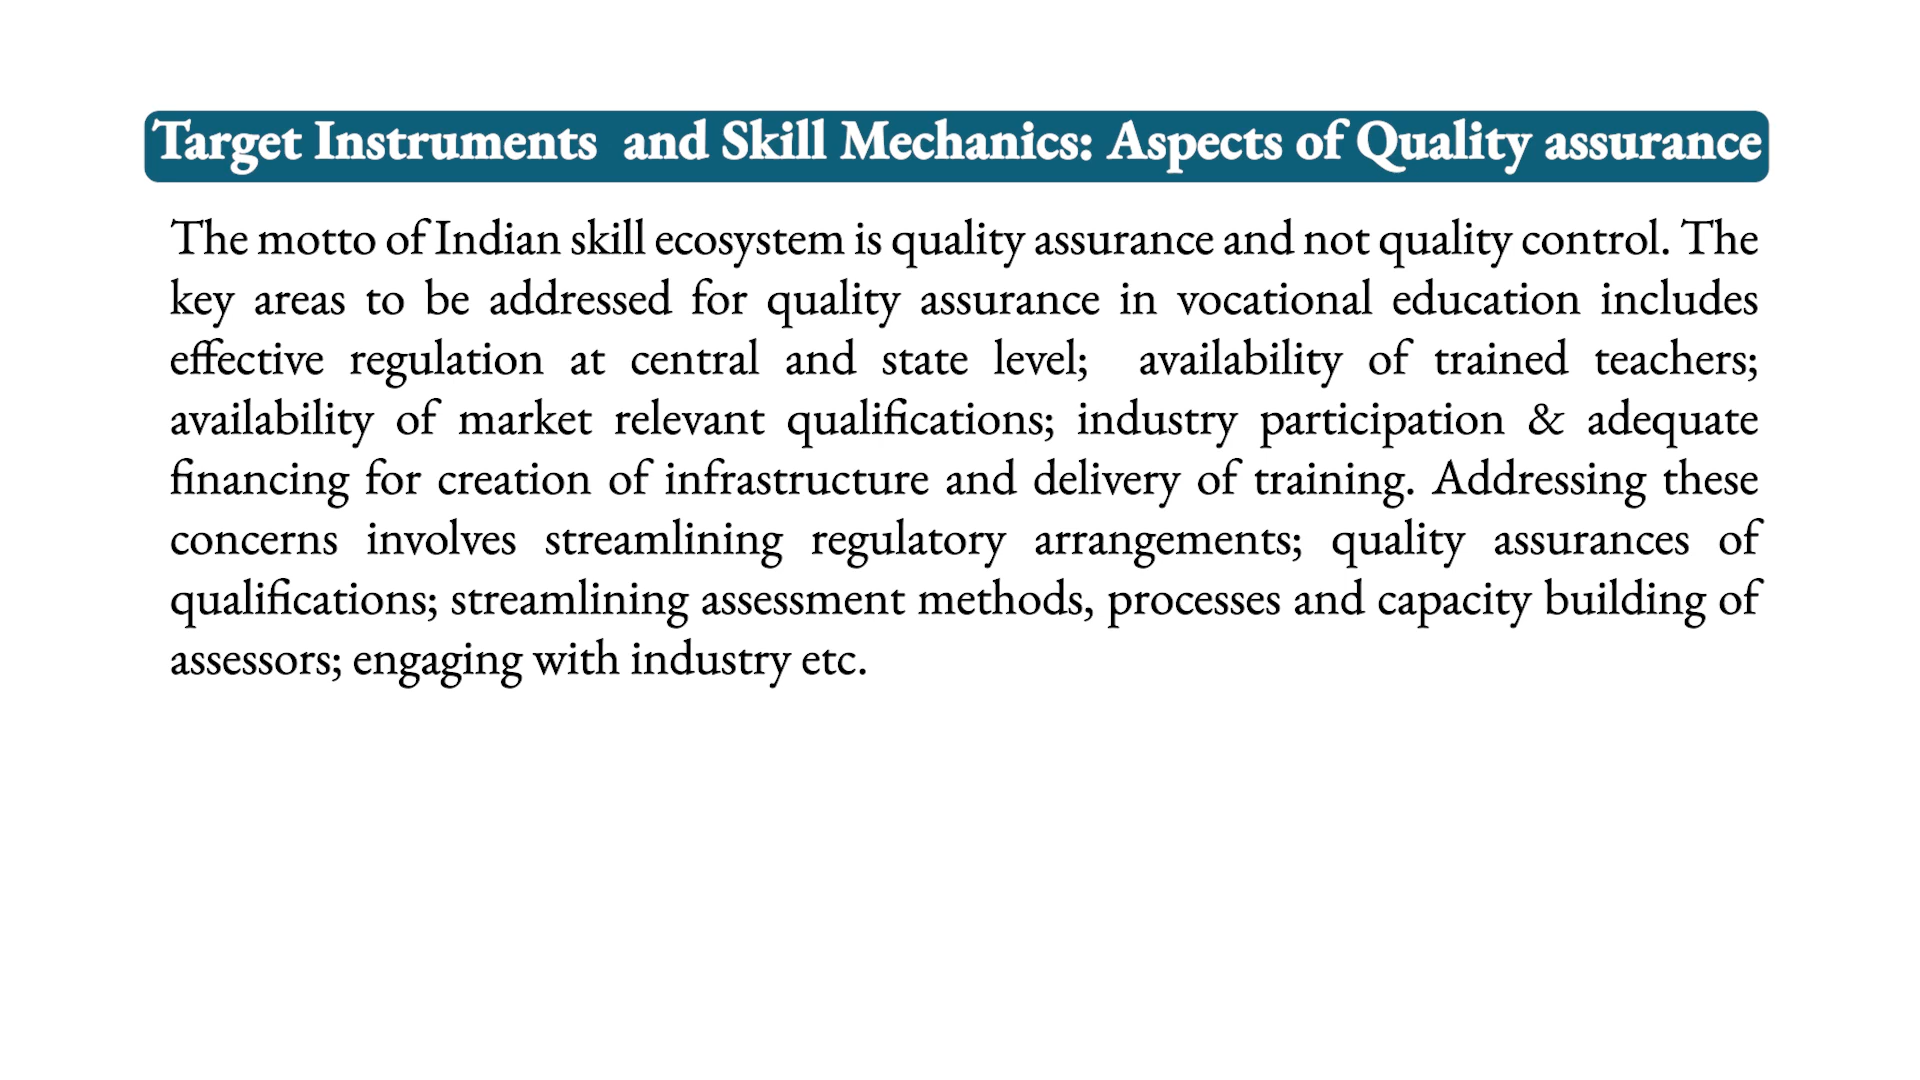 Target Instruments  and Skill Mechanics: Aspects of Quality assurance
The motto of Indian skill ecosystem is quality assurance and not quality control. The
key areas to be addressed for quality assurance in vocational education includes
effective regulation at central and state level;  availability of trained teachers;
availability of market relevant qualifications; industry participation & adequate
financing for creation of infrastructure and delivery of training. Addressing these
concerns involves streamlining regulatory arrangements; quality assurances of
qualifications; streamlining assessment methods, processes and capacity building of
assessors; engaging with industry etc.